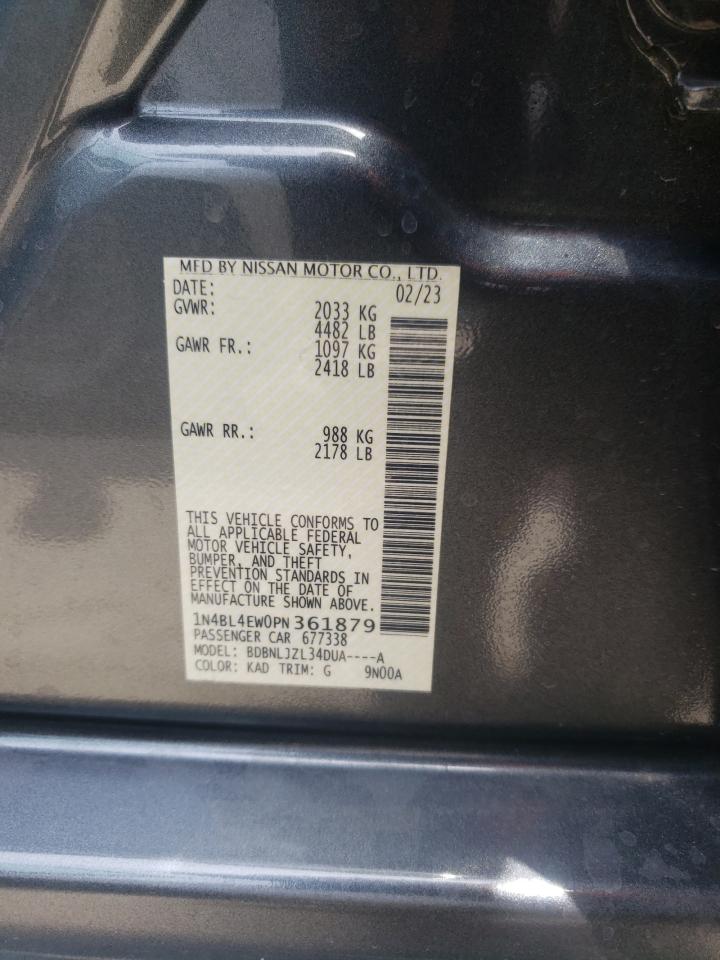 MFD BY NISSAN MOTOR CO., LTD.
DATE: 02/23
GVWR: 2033 KG
4482 LB
GAWR FR.: 1097 KG
2418 LB
GAWR RR.: 988 KG
2178 LB
THIS VEHICLE CONFORMS TO
ALL APPLICABLE FEDERAL
MOTOR VEHICLE SAFETY,
BUMPER, AND THEFT
PREVENTION STANDARDS IN
EFFECT ON THE DATE OF
MANUFACTURE SHOWN ABOVE.
1N4BL4EW0PN361879
PASSENGER CAR 677338
MODEL: BDBNLJZL34DUA----A
COLOR: KAD TRIM: G 9N00A